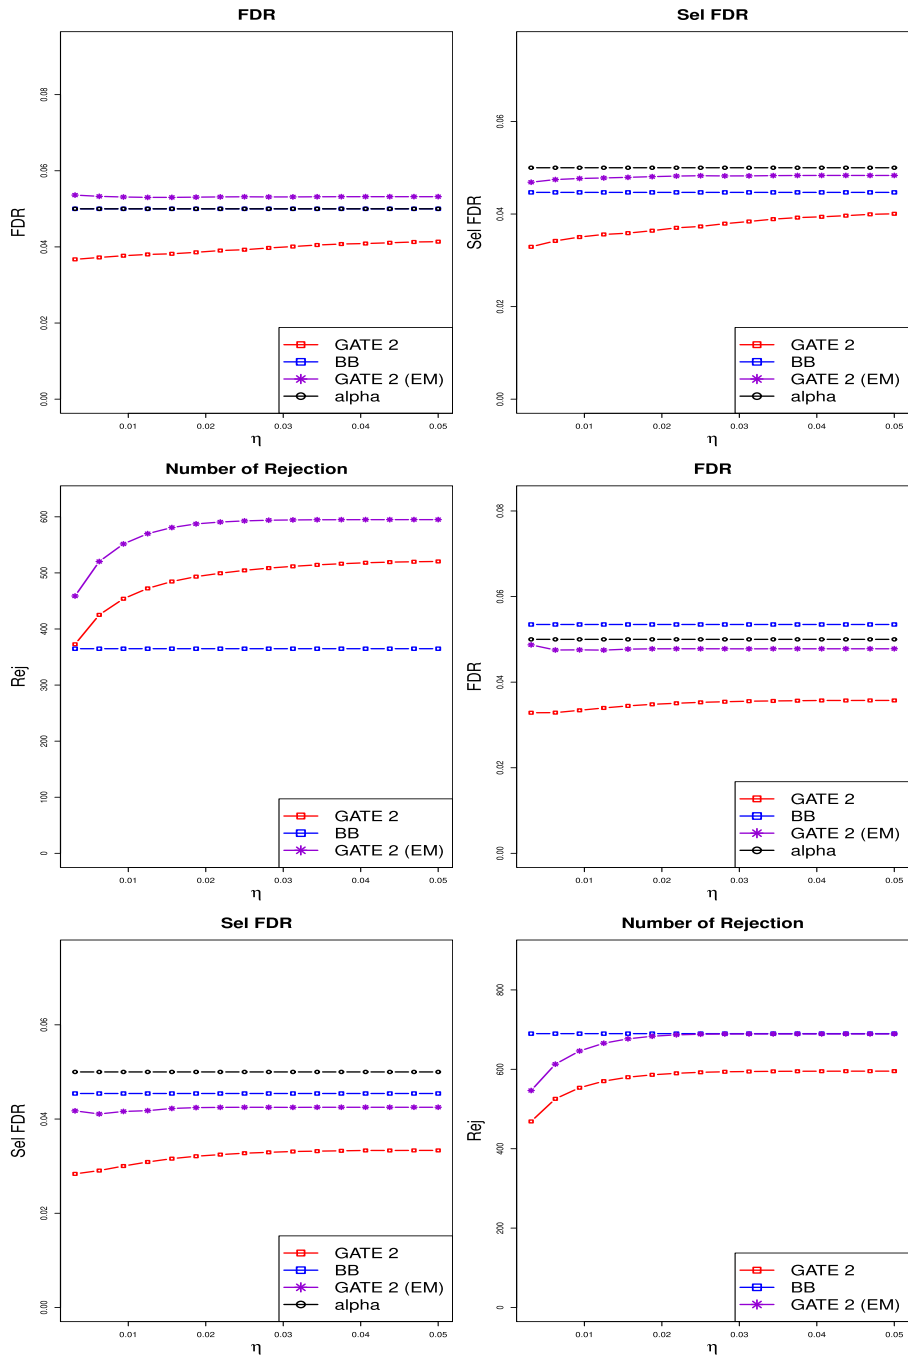 FDR
FDR
0.00
0.02
0.04
0.06
0.08
GATE 2
BB
GATE 2 (EM)
alpha
0.01 0.02 0.03 0.04 0.05
η
Sel FDR
Sel FDR
0.00
0.02
0.04
0.06
GATE 2
BB
GATE 2 (EM)
alpha
0.01 0.02 0.03 0.04 0.05
η
Number of Rejection
Rej
0
100
200
300
400
500
600
GATE 2
BB
GATE 2 (EM)
0.01 0.02 0.03 0.04 0.05
η
FDR
FDR
0.00
0.02
0.04
0.06
0.08
GATE 2
BB
GATE 2 (EM)
alpha
0.01 0.02 0.03 0.04 0.05
η
Sel FDR
Sel FDR
0.00
0.02
0.04
0.06
GATE 2
BB
GATE 2 (EM)
alpha
0.01 0.02 0.03 0.04 0.05
η
Number of Rejection
Rej
0
200
400
600
800
GATE 2
BB
GATE 2 (EM)
0.01 0.02 0.03 0.04 0.05
η